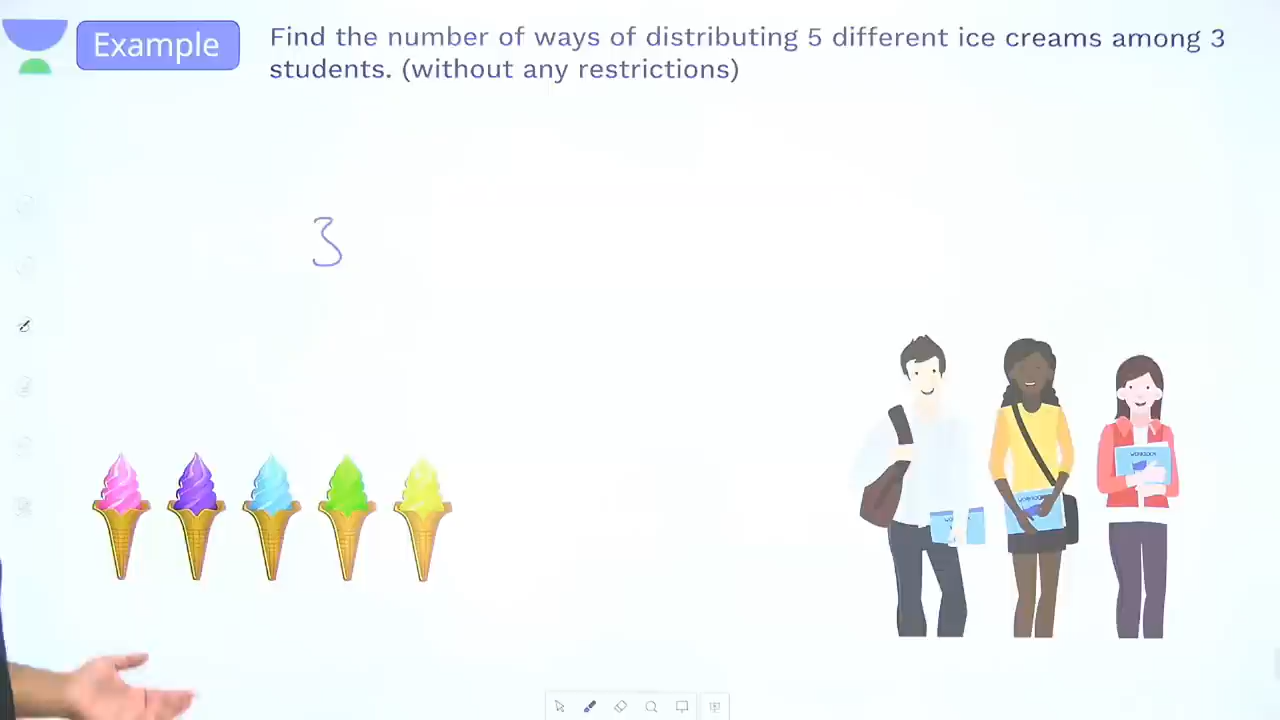 Example
Find the number of ways of distributing 5 different ice creams among 3
students. (without any restrictions)
3